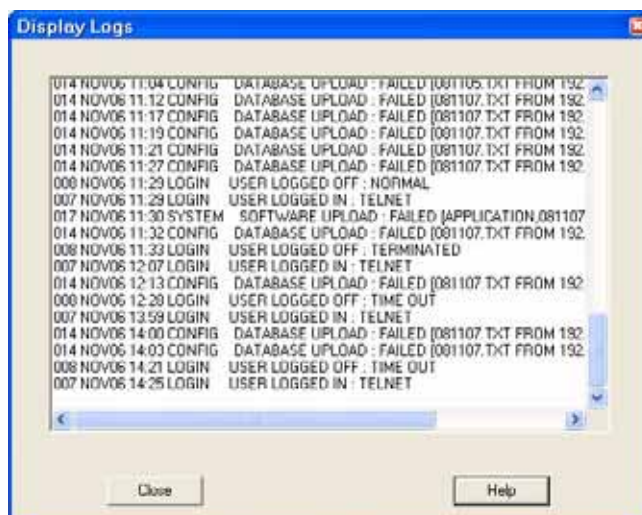 Display Logs
014 NOV06 11:04 CONFIG DATABASE UPLOAD : FAILED [081105.TXT FROM 192.
014 NOV06 11:12 CONFIG DATABASE UPLOAD : FAILED [081107.TXT FROM 192.
014 NOV06 11:17 CONFIG DATABASE UPLOAD : FAILED [081107.TXT FROM 192.
014 NOV06 11:19 CONFIG DATABASE UPLOAD : FAILED [081107.TXT FROM 192.
014 NOV06 11:21 CONFIG DATABASE UPLOAD : FAILED [081107.TXT FROM 192.
014 NOV06 11:27 CONFIG DATABASE UPLOAD : FAILED [081107.TXT FROM 192.
008 NOV06 11:29 LOGIN USER LOGGED OFF : NORMAL
007 NOV06 11:29 LOGIN USER LOGGED IN : TELNET
017 NOV06 11:30 SYSTEM SOFTWARE UPLOAD : FAILED [APPLICATION,081107
014 NOV06 11:32 CONFIG DATABASE UPLOAD : FAILED [081107.TXT FROM 192.
008 NOV06 11:33 LOGIN USER LOGGED OFF : TERMINATED
007 NOV06 12:07 LOGIN USER LOGGED IN : TELNET
014 NOV06 12:13 CONFIG DATABASE UPLOAD : FAILED [081107.TXT FROM 192.
008 NOV06 12:28 LOGIN USER LOGGED OFF : TIME OUT
007 NOV06 13:59 LOGIN USER LOGGED IN : TELNET
014 NOV06 14:00 CONFIG DATABASE UPLOAD : FAILED [081107.TXT FROM 192.
014 NOV06 14:03 CONFIG DATABASE UPLOAD : FAILED [081107.TXT FROM 192.
008 NOV06 14:21 LOGIN USER LOGGED OFF : TIME OUT
007 NOV06 14:25 LOGIN USER LOGGED IN : TELNET
Close Help